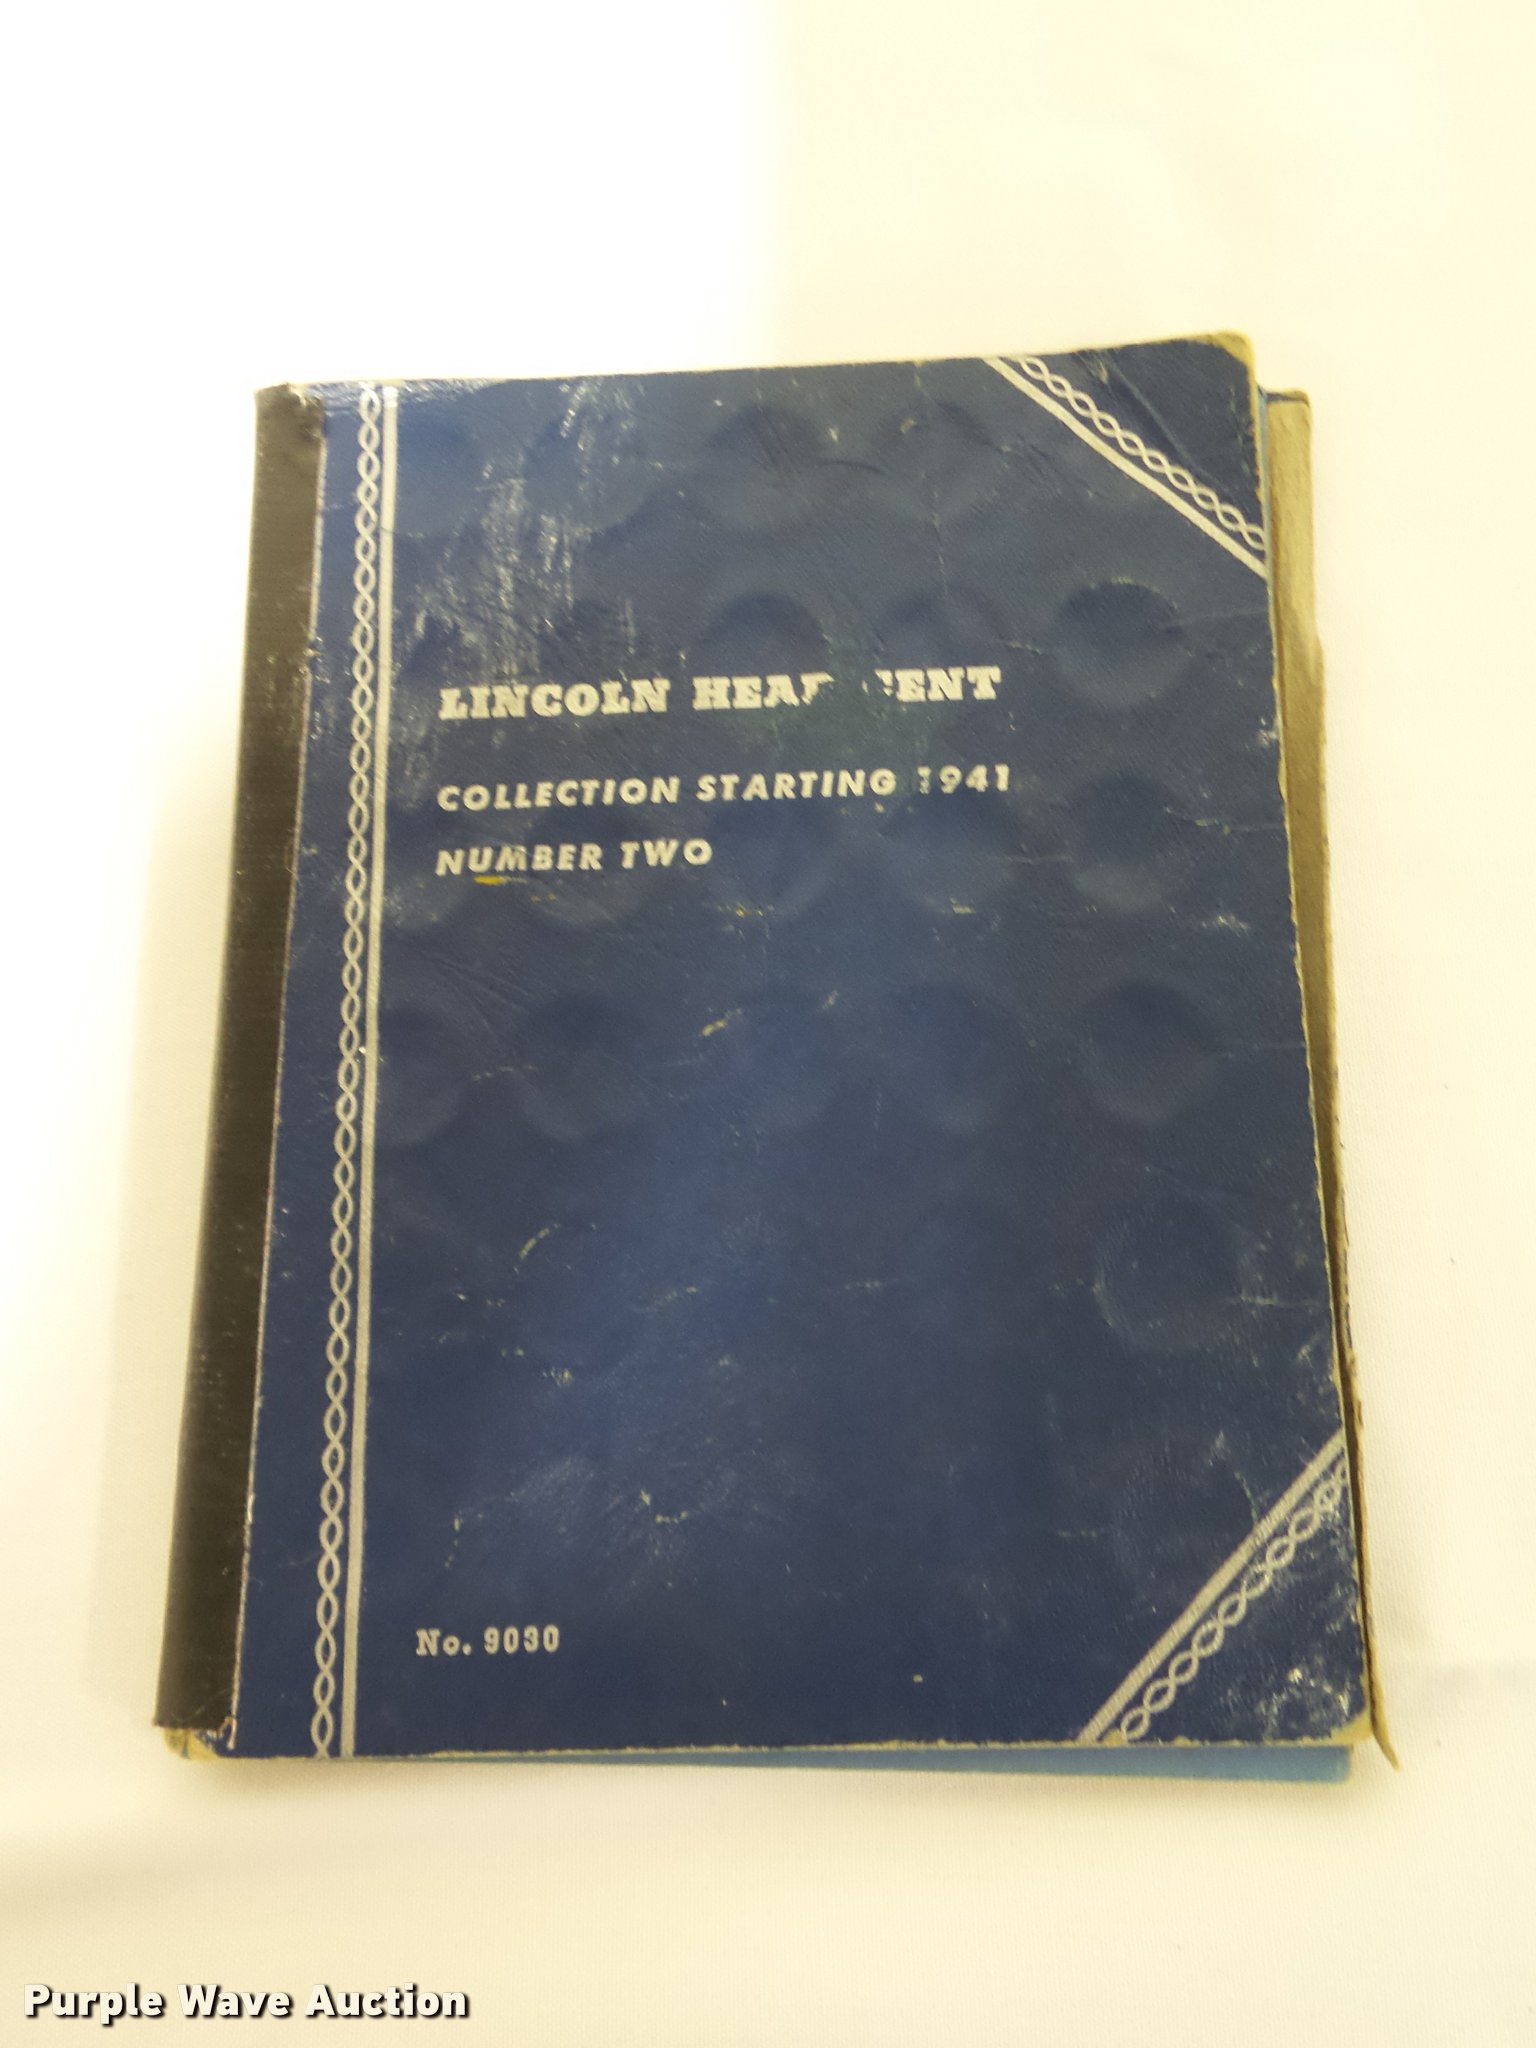 LINCOLN HEAD CENT
COLLECTION STARTING 1941
NUMBER TWO
No. 9030
Purple Wave Auction